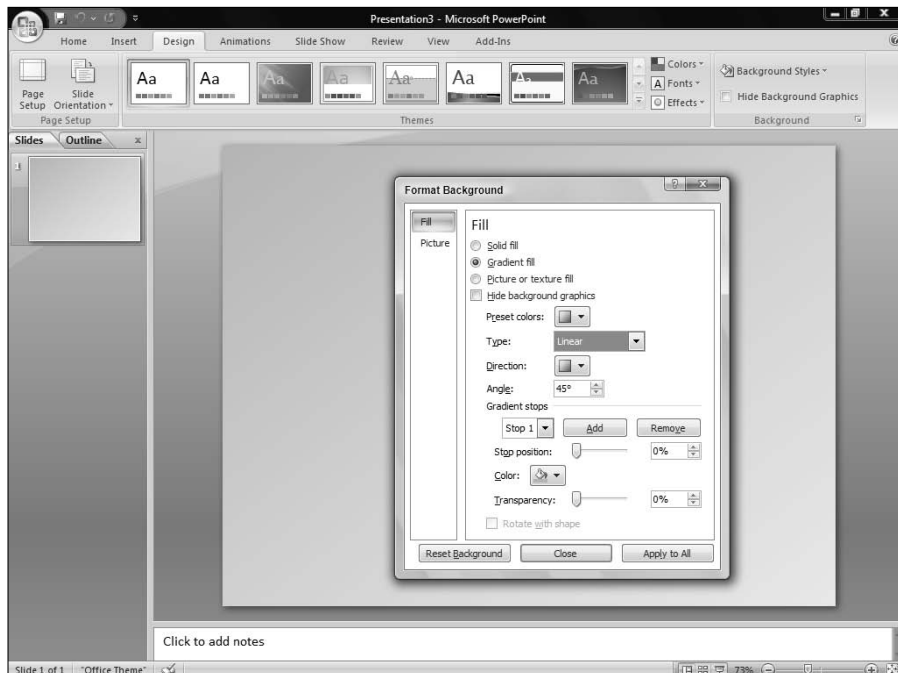 Presentation3 - Microsoft PowerPoint
Home Insert Design Animations Slide Show Review View Add-Ins
Page Setup
Slide Orientation
Aa Aa Aa Aa Aa Aa Aa Aa
Colors
Fonts
Effects
Background Styles
Hide Background Graphics
Page Setup Themes Background
Slides Outline x
1
Format Background
Fill
Picture
Fill
Solid fill
Gradient fill
Picture or texture fill
Hide background graphics
Preset colors:
Type: Linear
Direction:
Angle: 45°
Gradient stops
Stop 1 Add Remove
Stop position: 0%
Color:
Transparency: 0%
Rotate with shape
Reset Background Close Apply to All
Click to add notes
Slide 1 of 1 "Office Theme" 73%